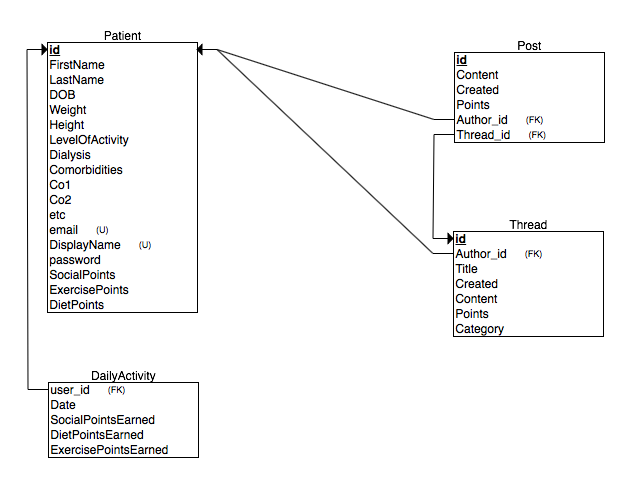 Patient
id
FirstName
LastName
DOB
Weight
Height
LevelOfActivity
Dialysis
Comorbidities
Co1
Co2
etc
email (U)
DisplayName (U)
password
SocialPoints
ExercisePoints
DietPoints
Post
id
Content
Created
Points
Author_id (FK)
Thread_id (FK)
Thread
id
Author_id (FK)
Title
Created
Content
Points
Category
DailyActivity
user_id (FK)
Date
SocialPointsEarned
DietPointsEarned
ExercisePointsEarned